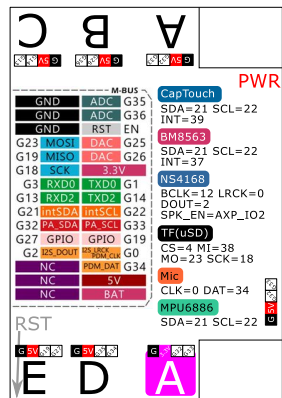 C B A
G 5V
G 5V
G 5V
PWR
M-BUS
GND ADC G35
GND ADC G36
GND RST EN
G23 MOSI DAC G25
G19 MISO DAC G26
G18 SCK 3.3V
G3 RXD0 TXD0 G1
G13 RXD2 TXD2 G14
G21 intSDA intSCL G22
G32 PA_SDA PA_SCL G33
G27 GPIO GPIO G19
G2 I2S_DOUT I2S_LRCK G0
PDM_CLK
NC PDM_DAT G34
NC 5V
NC BAT
CapTouch
SDA=21 SCL=22
INT=39
BM8563
SDA=21 SCL=22
INT=37
NS4168
BCLK=12 LRCK=0
DOUT=2
SPK_EN=AXP_IO2
TF(uSD)
CS=4 MI=38
MO=23 SCK=18
Mic
CLK=0 DAT=34
MPU6886
SDA=21 SCL=22
G 5V
RST
G 5V
G 5V
G
E D A